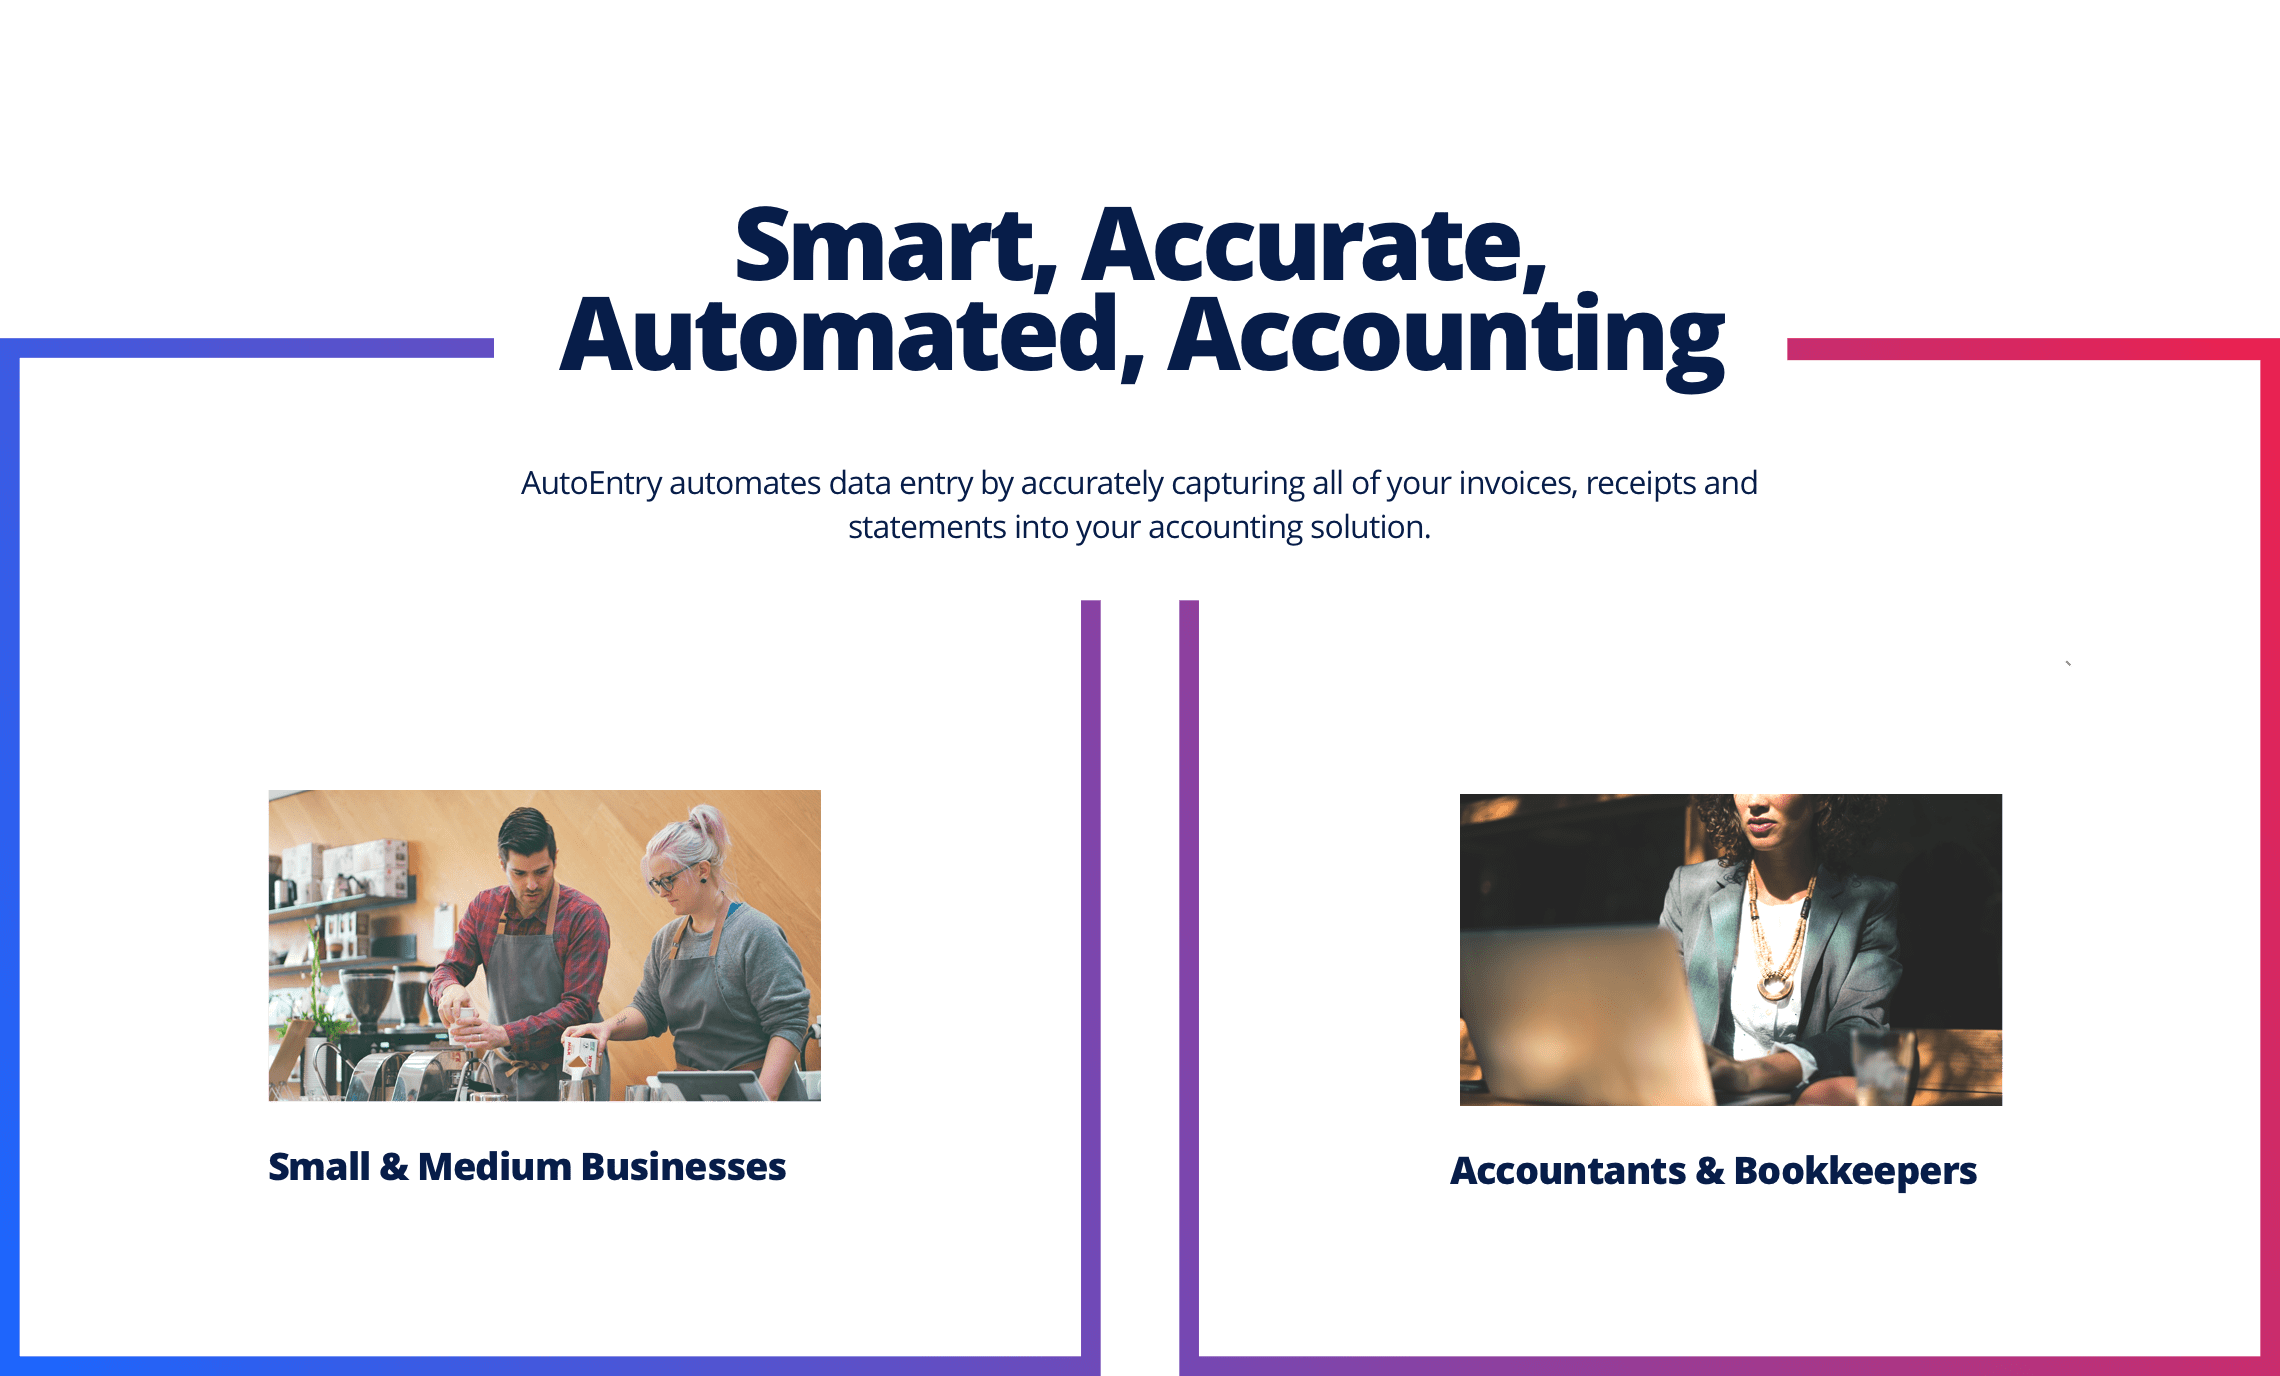 Smart, Accurate,
Automated, Accounting
AutoEntry automates data entry by accurately capturing all of your invoices, receipts and
statements into your accounting solution.
Small & Medium Businesses
Accountants & Bookkeepers